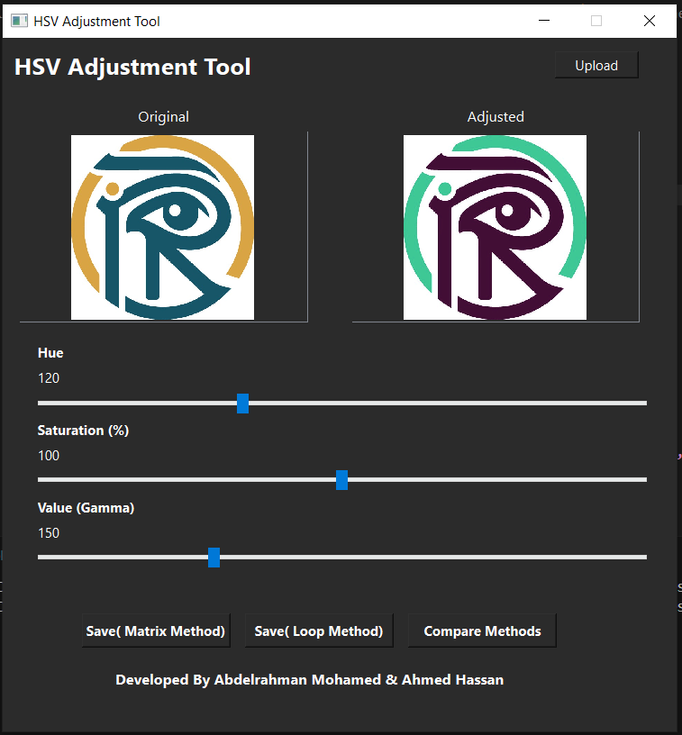 HSV Adjustment Tool
HSV Adjustment Tool
Upload
Original
Adjusted
Hue
120
Saturation (%)
100
Value (Gamma)
150
Save( Matrix Method)
Save( Loop Method)
Compare Methods
Developed By Abdelrahman Mohamed & Ahmed Hassan